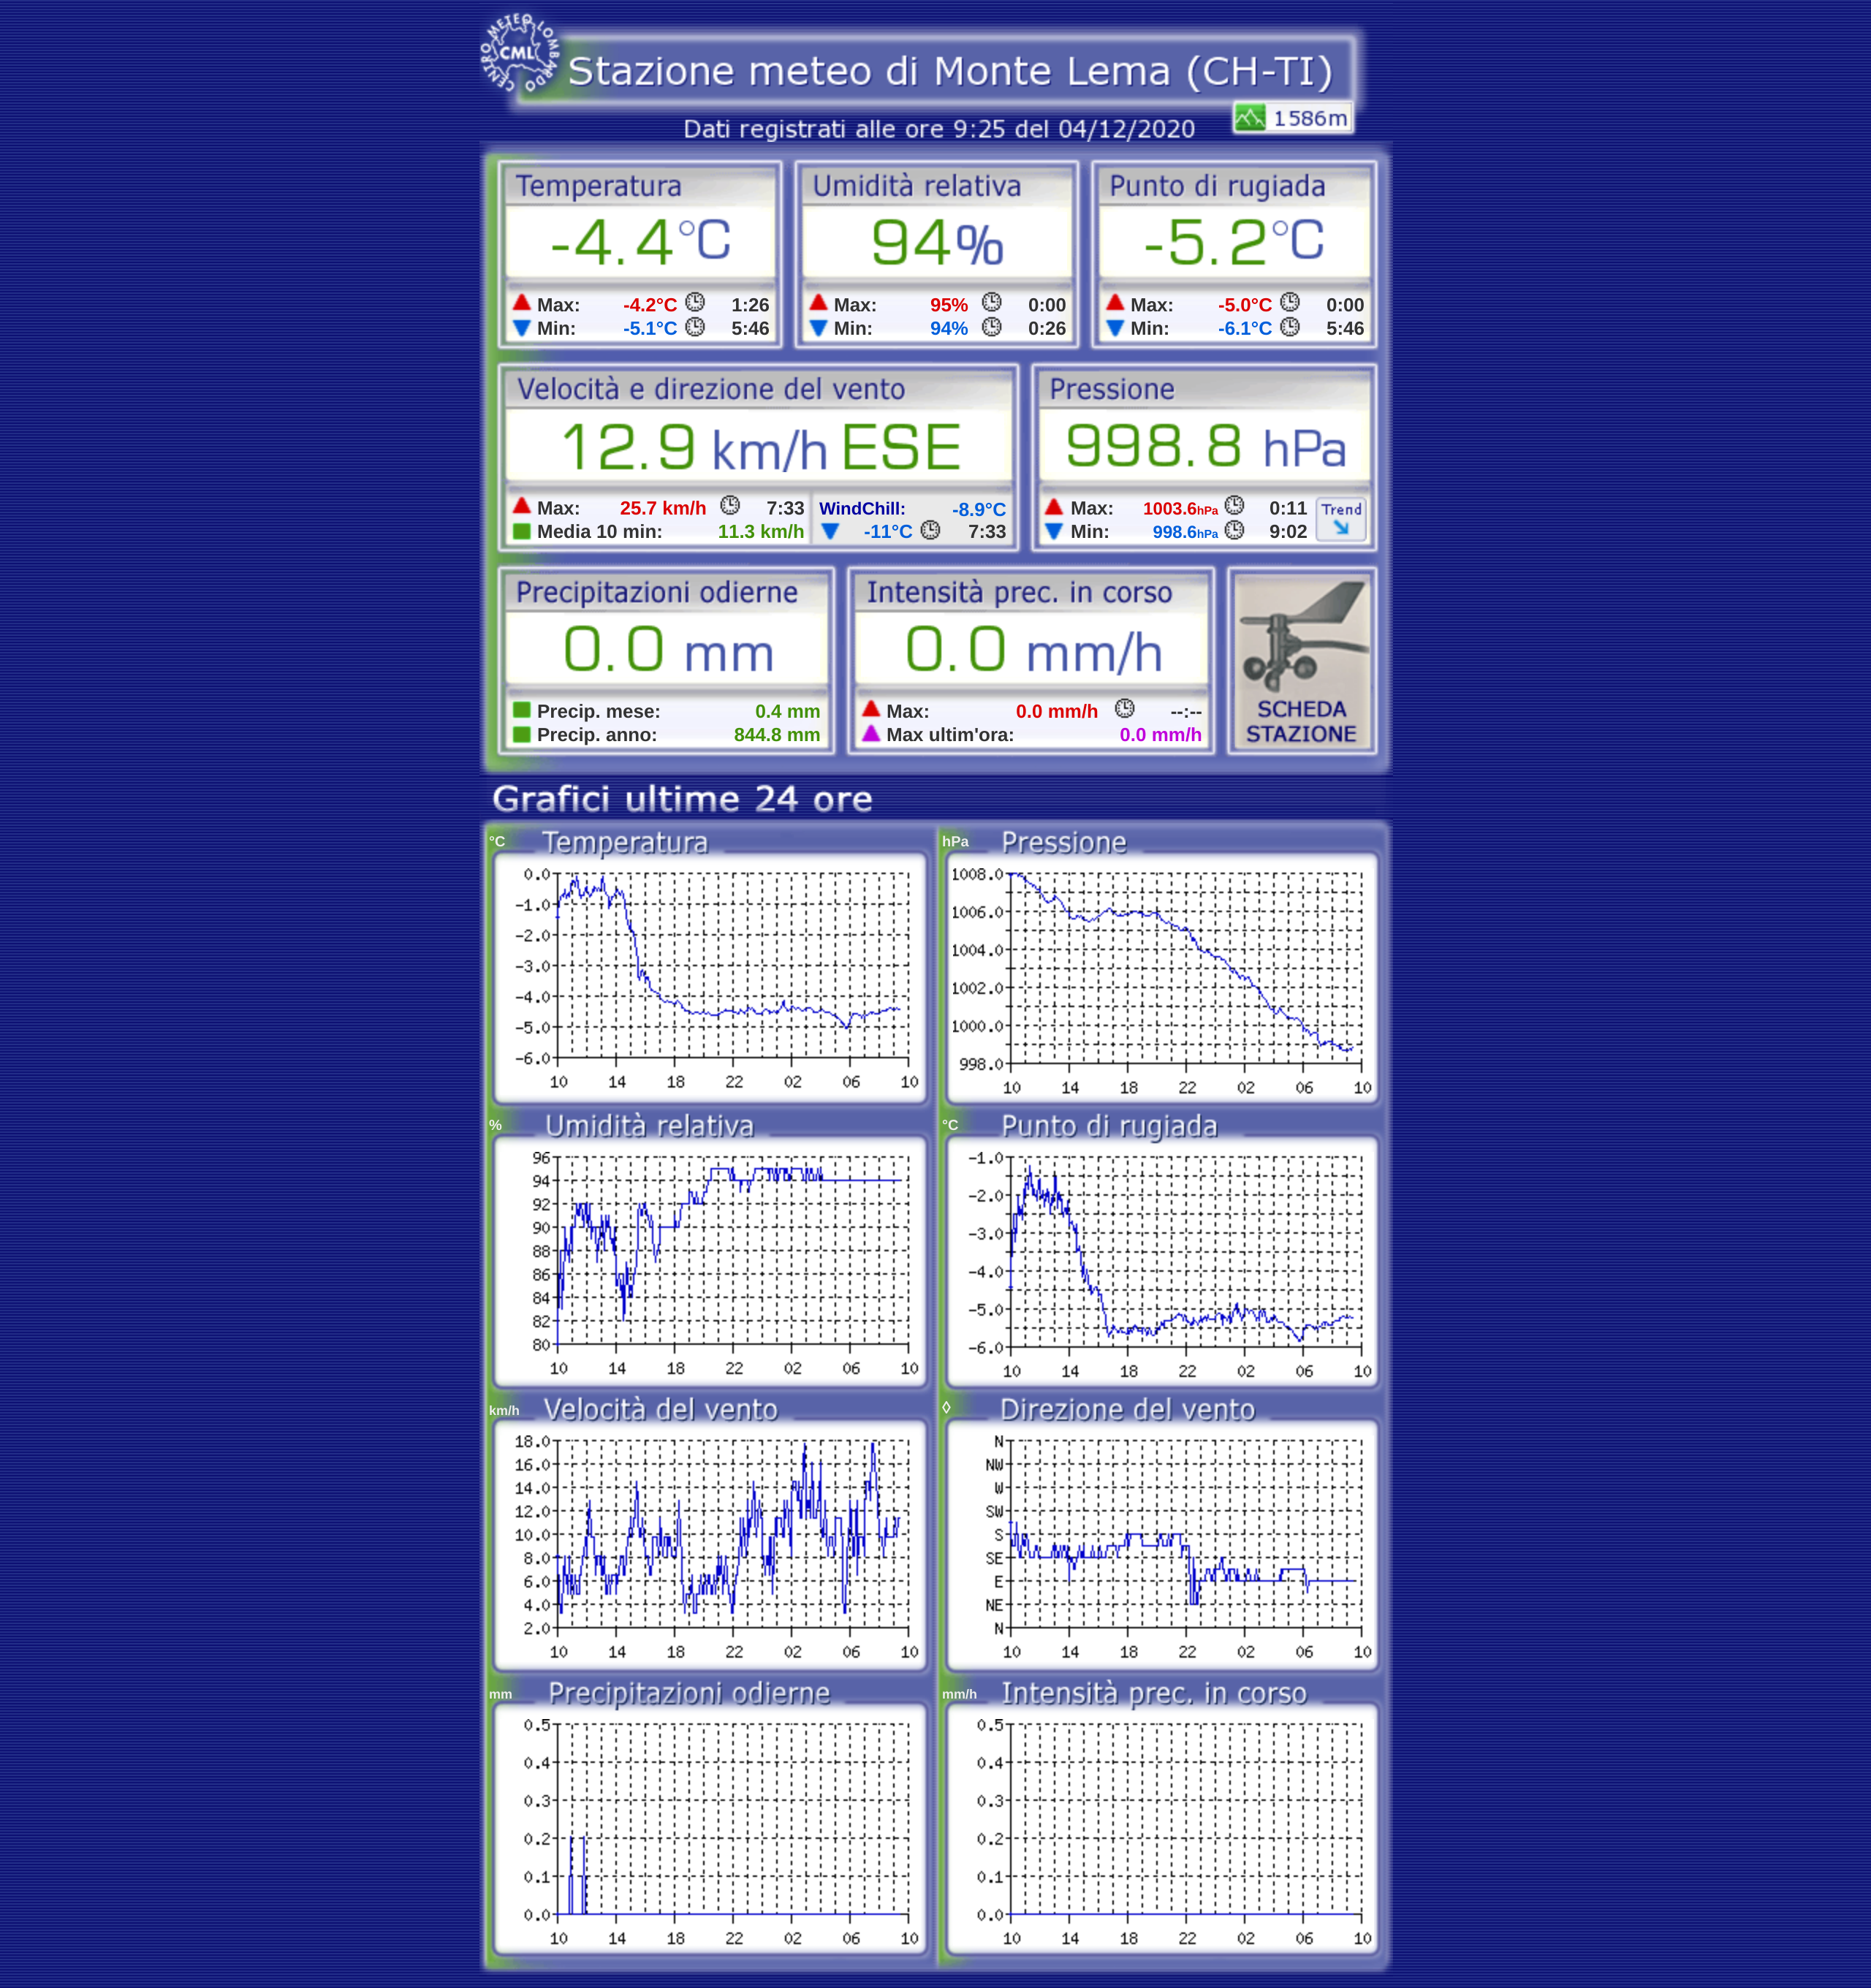 CENTRO METEO LOMBARDO
CML
Stazione meteo di Monte Lema (CH-TI)
1586m
Dati registrati alle ore 9:25 del 04/12/2020
Temperatura Umidità relativa Punto di rugiada
-4.4°C 94% -5.2°C
Max: -4.2°C 1:26 Max: 95% 0:00 Max: -5.0°C 0:00
Min: -5.1°C 5:46 Min: 94% 0:26 Min: -6.1°C 5:46
Velocità e direzione del vento Pressione
12.9 km/h ESE 998.8 hPa
Max: 25.7 km/h 7:33 WindChill: -8.9°C Max: 1003.6hPa 0:11 Trend
Media 10 min: 11.3 km/h -11°C 7:33 Min: 998.6hPa 9:02
Precipitazioni odierne Intensità prec. in corso
0.0 mm 0.0 mm/h
Precip. mese: 0.4 mm Max: 0.0 mm/h --:-- SCHEDA
Precip. anno: 844.8 mm Max ultim'ora: 0.0 mm/h STAZIONE
Grafici ultime 24 ore
°C Temperatura
0.0
-1.0
-2.0
-3.0
-4.0
-5.0
-6.0
10 14 18 22 02 06 10
hPa Pressione
1008.0
1006.0
1004.0
1002.0
1000.0
998.0
10 14 18 22 02 06 10
% Umidità relativa
96
94
92
90
88
86
84
82
80
10 14 18 22 02 06 10
°C Punto di rugiada
-1.0
-2.0
-3.0
-4.0
-5.0
-6.0
10 14 18 22 02 06 10
km/h Velocità del vento
18.0
16.0
14.0
12.0
10.0
8.0
6.0
4.0
2.0
10 14 18 22 02 06 10
◊ Direzione del vento
N
NW
W
SW
S
SE
E
NE
N
10 14 18 22 02 06 10
mm Precipitazioni odierne
0.5
0.4
0.3
0.2
0.1
0.0
10 14 18 22 02 06 10
mm/h Intensità prec. in corso
0.5
0.4
0.3
0.2
0.1
0.0
10 14 18 22 02 06 10